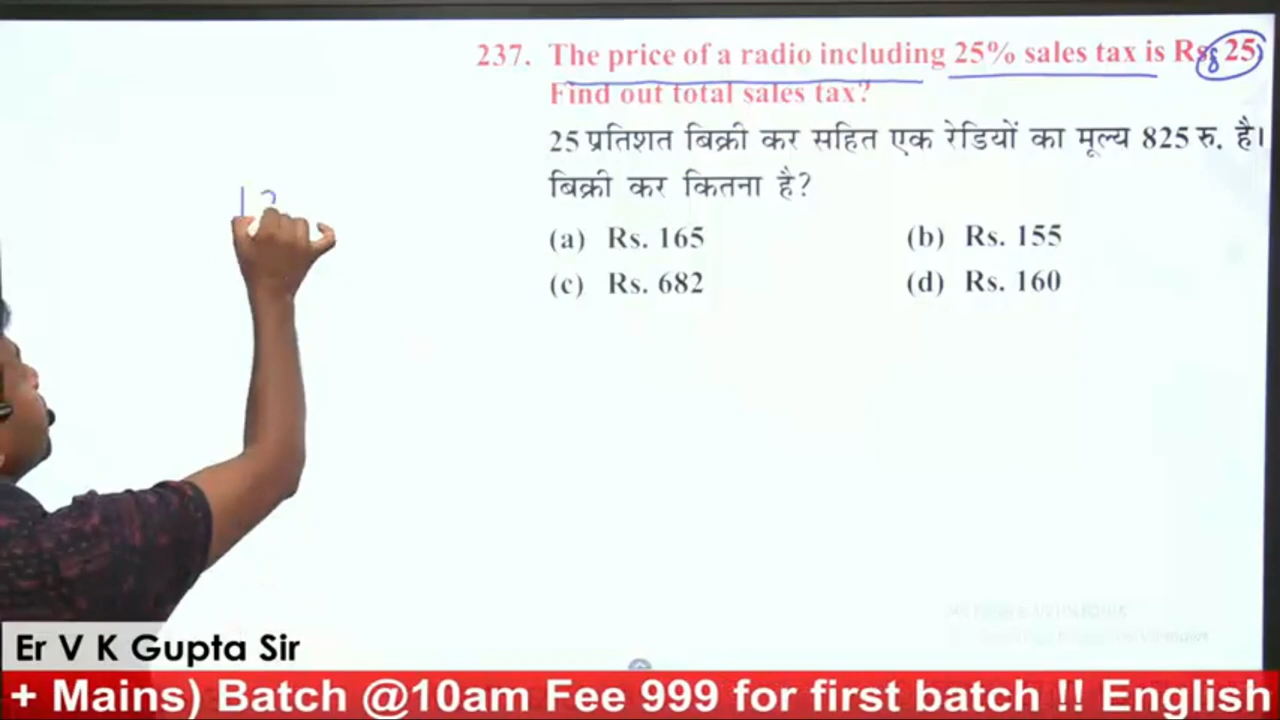 237. The price of a radio including 25% sales tax is Rs 825
Find out total sales tax?
25 प्रतिशत बिक्री कर सहित एक रेडियों का मूल्य 825 रु. है।
बिक्री कर कितना है?
(a) Rs. 165 (b) Rs. 155
(c) Rs. 682 (d) Rs. 160
Er V K Gupta Sir
+ Mains) Batch @10am Fee 999 for first batch !! English